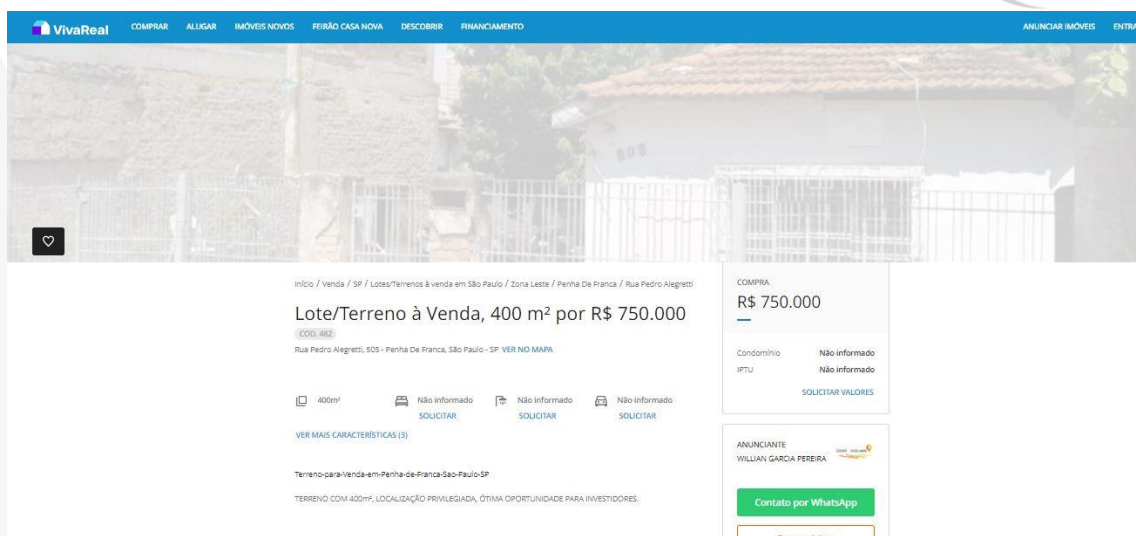 VivaReal COMPRAR ALUGAR IMÓVEIS NOVOS FEIRÃO CASA NOVA DESCOBRIR FINANCIAMENTO ANUNCIAR IMÓVEIS
505
Início / Venda / SP / Lotes/Terrenos à venda em São Paulo / Zona Leste / Penha De Franca / Rua Pedro Alegretti
Lote/Terreno à Venda, 400 m² por R$ 750.000
COD. 482
Rua Pedro Alegretti, 505 - Penha De Franca, São Paulo - SP VER NO MAPA
400m² Não informado Não informado Não informado
SOLICITAR SOLICITAR SOLICITAR
VER MAIS CARACTERÍSTICAS (3)
Terreno-para-Venda-em-Penha-de-Franca-Sao-Paulo-SP
TERRENO COM 400m², LOCALIZAÇÃO PRIVILEGIADA, ÓTIMA OPORTUNIDADE PARA INVESTIDORES.
COMPRA
R$ 750.000
Condomínio Não informado
IPTU Não informado
SOLICITAR VALORES
ANUNCIANTE
WILLIAN GARCIA PEREIRA
Contato por WhatsApp